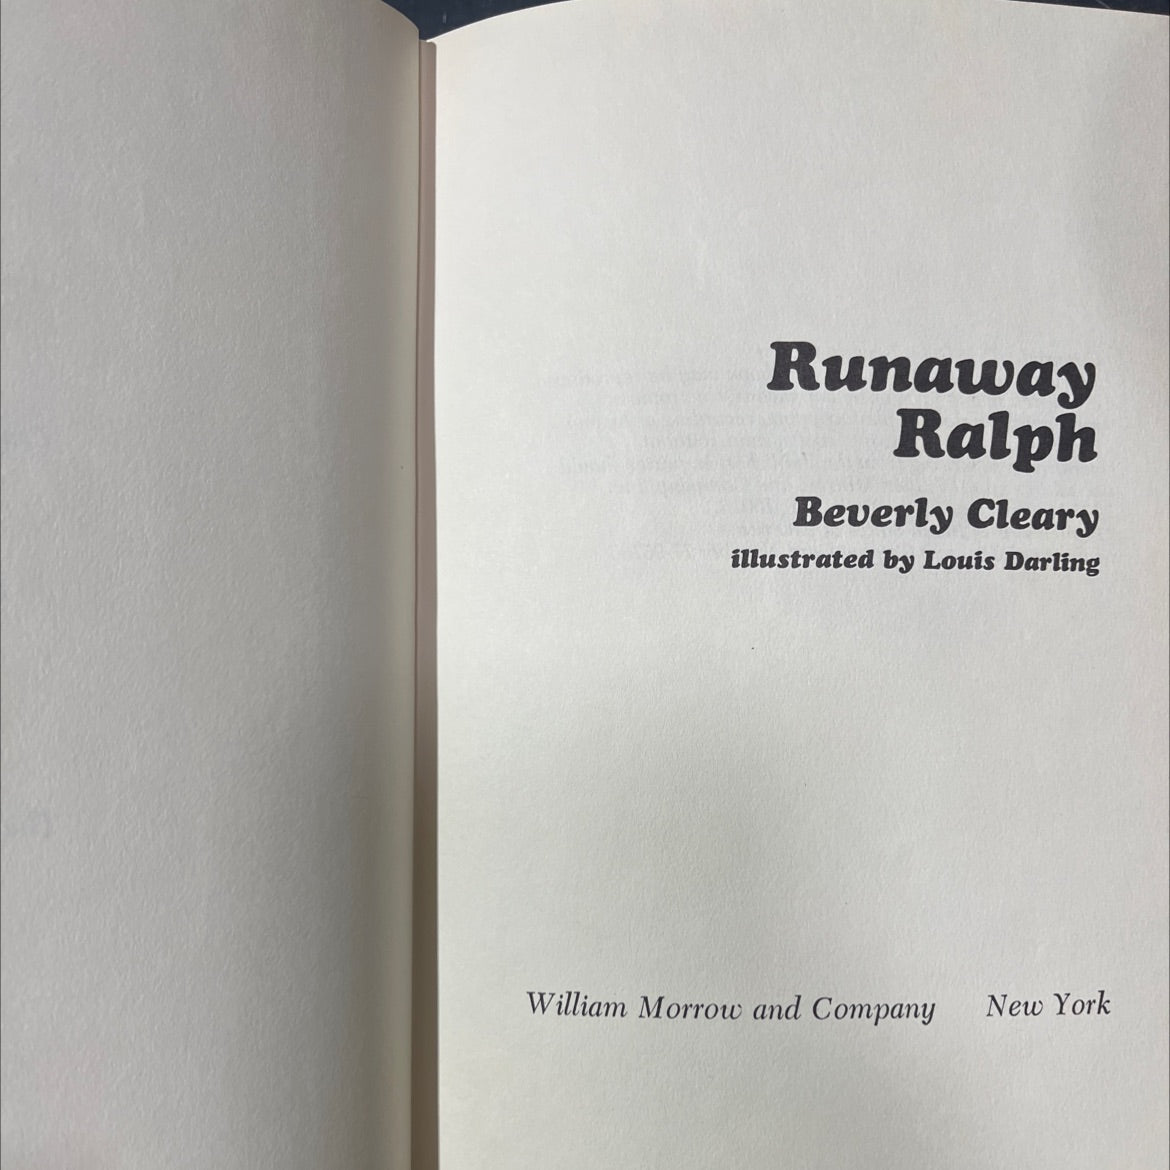 Runaway
Ralph
Beverly Cleary
illustrated by Louis Darling
William Morrow and Company New York